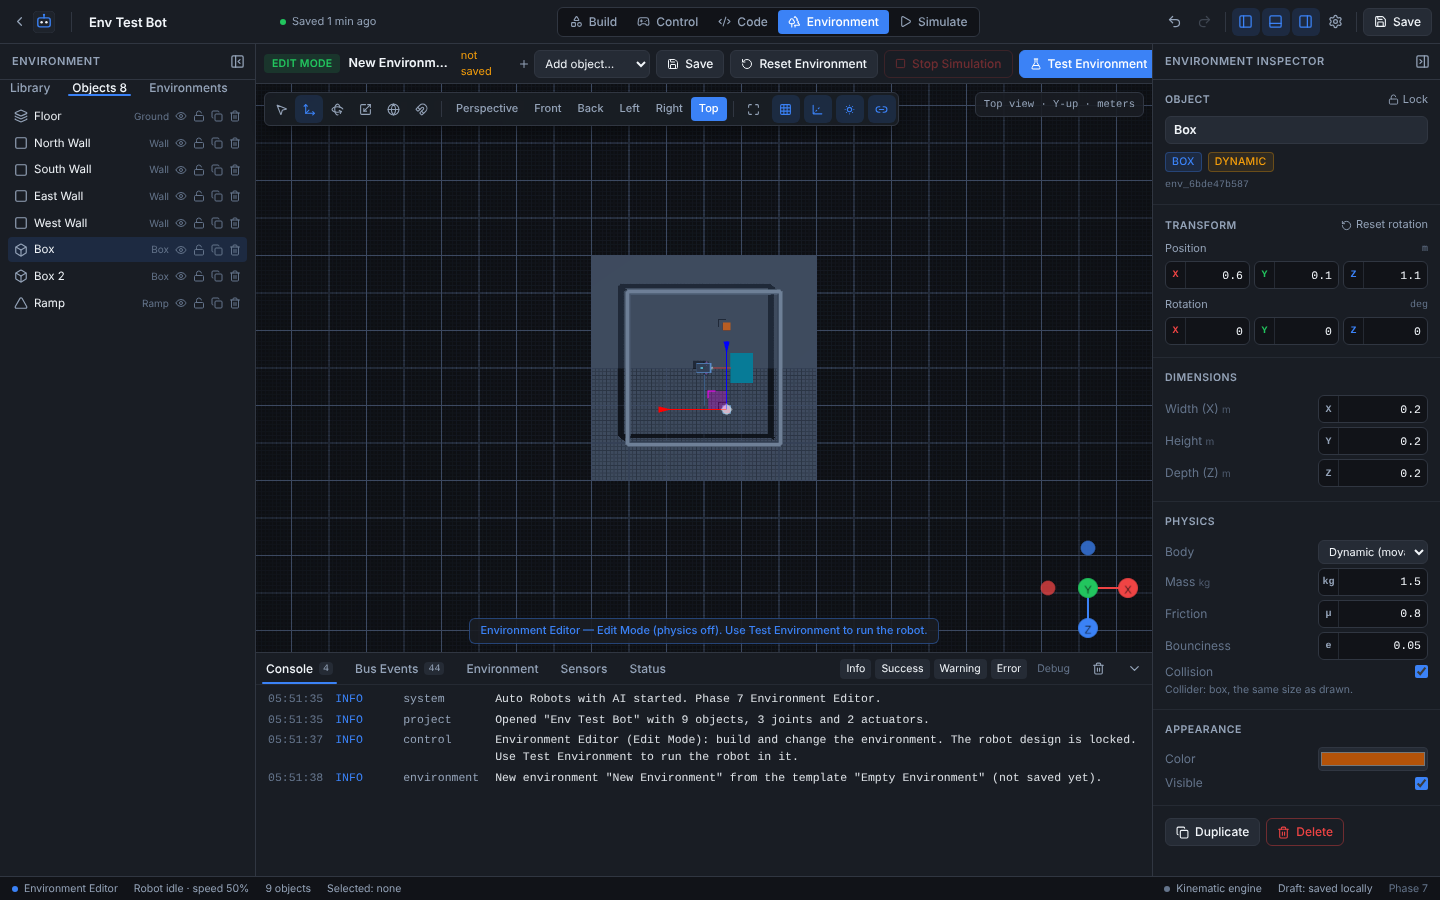 Env Test Bot
Saved 1 min ago
Build
Control
Code
Environment
Simulate
Save
ENVIRONMENT
EDIT MODE
New Environm...
not saved
Add object...
Save
Reset Environment
Stop Simulation
Test Environment
ENVIRONMENT INSPECTOR
Library
Objects 8
Environments
Floor Ground
North Wall Wall
South Wall Wall
East Wall Wall
West Wall Wall
Box Box
Box 2 Box
Ramp Ramp
Perspective
Front
Back
Left
Right
Top
Top view · Y-up · meters
X
Y
Z
Environment Editor — Edit Mode (physics off). Use Test Environment to run the robot.
OBJECT
Lock
Box
BOX
DYNAMIC
env_6bde47b587
TRANSFORM
Reset rotation
Position m
X 0.6 Y 0.1 Z 1.1
Rotation deg
X 0 Y 0 Z 0
DIMENSIONS
Width (X) m X 0.2
Height m Y 0.2
Depth (Z) m Z 0.2
PHYSICS
Body Dynamic (mova
Mass kg kg 1.5
Friction μ 0.8
Bounciness e 0.05
Collision
Collider: box, the same size as drawn.
APPEARANCE
Color
Visible
Duplicate
Delete
Console 4
Bus Events 44
Environment
Sensors
Status
Info
Success
Warning
Error
Debug
05:51:35 INFO system Auto Robots with AI started. Phase 7 Environment Editor.
05:51:35 INFO project Opened "Env Test Bot" with 9 objects, 3 joints and 2 actuators.
05:51:37 INFO control Environment Editor (Edit Mode): build and change the environment. The robot design is locked.
Use Test Environment to run the robot in it.
05:51:38 INFO environment New environment "New Environment" from the template "Empty Environment" (not saved yet).
Environment Editor
Robot idle · speed 50%
9 objects
Selected: none
Kinematic engine
Draft: saved locally
Phase 7